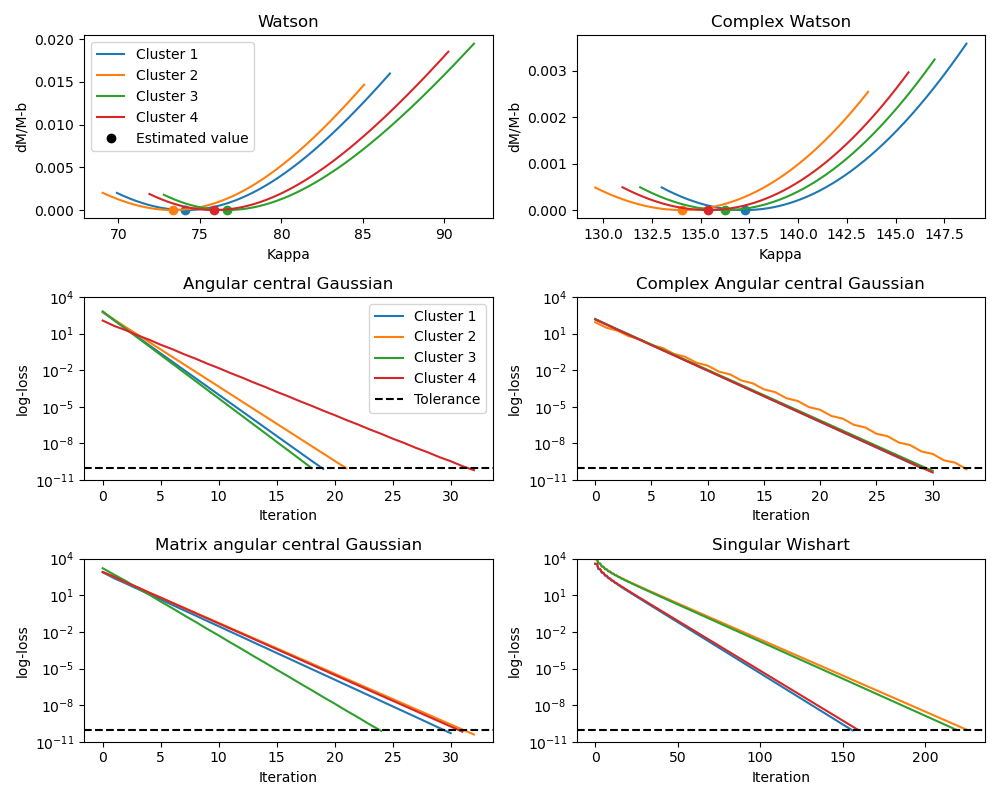 Watson
dM/M-b
0.020
0.015
0.010
0.005
0.000
Cluster 1
Cluster 2
Cluster 3
Cluster 4
Estimated value
70 75 80 85 90
Kappa
Complex Watson
dM/M-b
0.003
0.002
0.001
0.000
130.0 132.5 135.0 137.5 140.0 142.5 145.0 147.5
Kappa
Angular central Gaussian
log-loss
10^4
10^1
10^-2
10^-5
10^-8
10^-11
Cluster 1
Cluster 2
Cluster 3
Cluster 4
Tolerance
0 5 10 15 20 25 30
Iteration
Complex Angular central Gaussian
log-loss
10^4
10^1
10^-2
10^-5
10^-8
10^-11
0 5 10 15 20 25 30
Iteration
Matrix angular central Gaussian
log-loss
10^4
10^1
10^-2
10^-5
10^-8
10^-11
0 5 10 15 20 25 30
Iteration
Singular Wishart
log-loss
10^4
10^1
10^-2
10^-5
10^-8
10^-11
0 50 100 150 200
Iteration